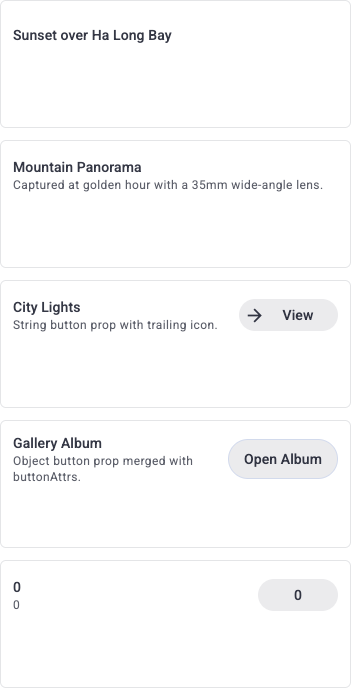 Sunset over Ha Long Bay
Mountain Panorama
Captured at golden hour with a 35mm wide-angle lens.
City Lights
String button prop with trailing icon.
View
Gallery Album
Object button prop merged with
buttonAttrs.
Open Album
0
0
0